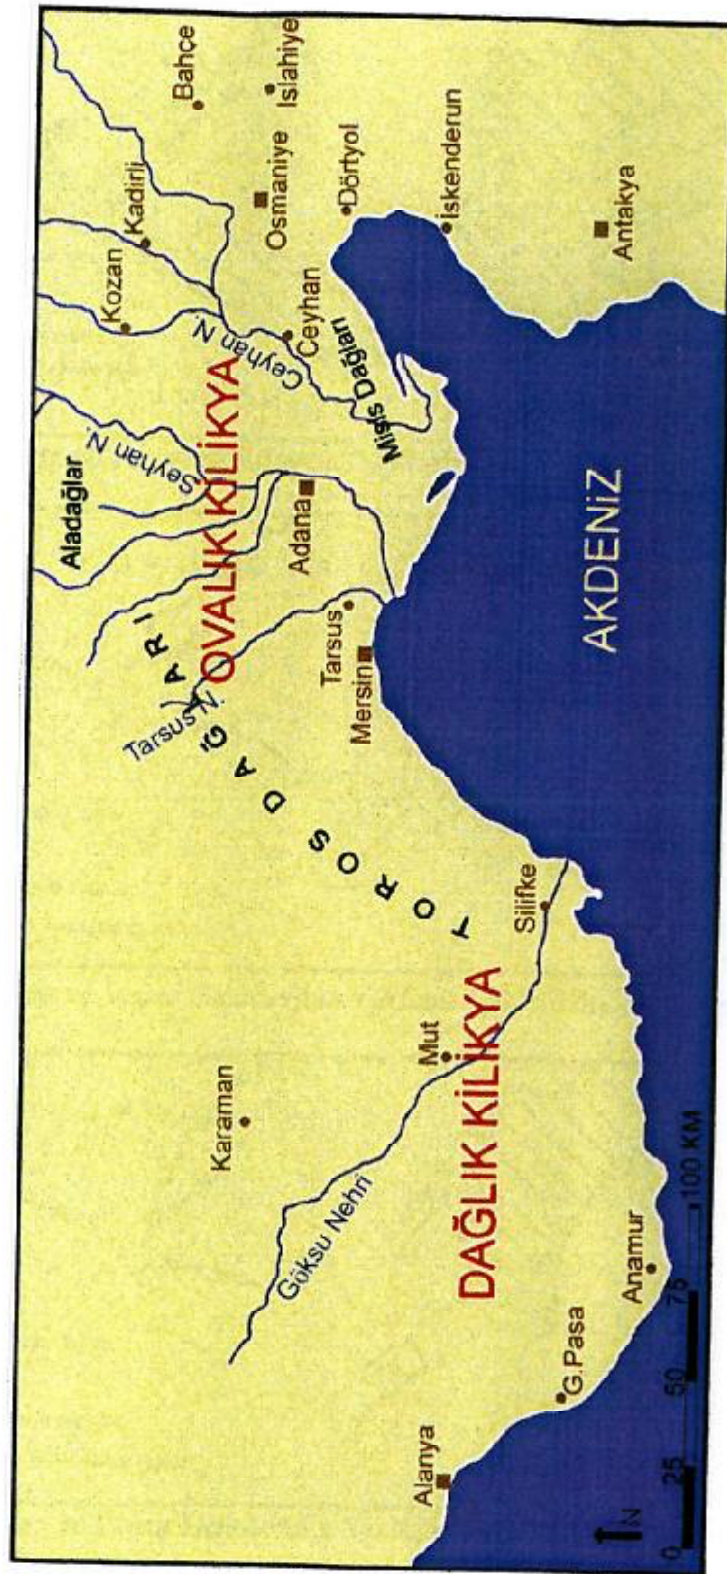 Bahçe
Islahiye
Kadirli
Osmaniye
Dörtyol
İskenderun
Antakya
Kozan
Ceyhan N.
Ceyhan
Misis Dağları
Seyhan N.
Aladağlar
OVALIK KİLİKYA
Adana
Tarsus N.
Tarsus
Mersin
TOROS DAĞLARI
AKDENİZ
Silifke
Mut
Karaman
Göksu Nehri
DAĞLIK KİLİKYA
Anamur
G.Paşa
Alanya
N
0 25 50 75 100 KM